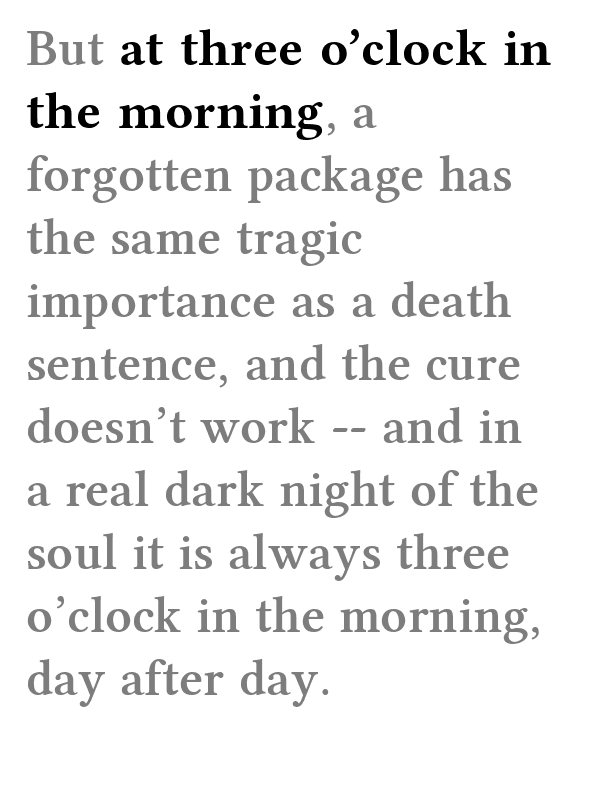 But at three o’clock in
the morning, a
forgotten package has
the same tragic
importance as a death
sentence, and the cure
doesn’t work -- and in
a real dark night of the
soul it is always three
o’clock in the morning,
day after day.